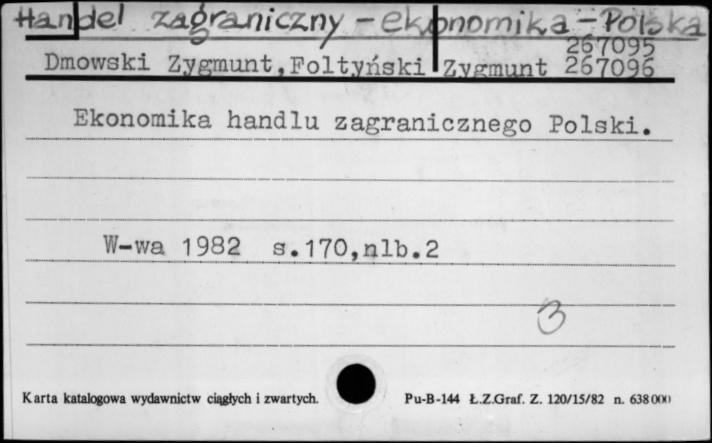 Handel zagraniczny - ekonomika - Polska
267095
Dmowski Zygmunt,Foltyński Zygmunt 267096
Ekonomika handlu zagranicznego Polski.
W-wa 1982 s.170,nlb.2
3
Karta katalogowa wydawnictw ciągłych i zwartych. Pu-B-144 Ł.Z.Graf. Z. 120/15/82 n. 638000